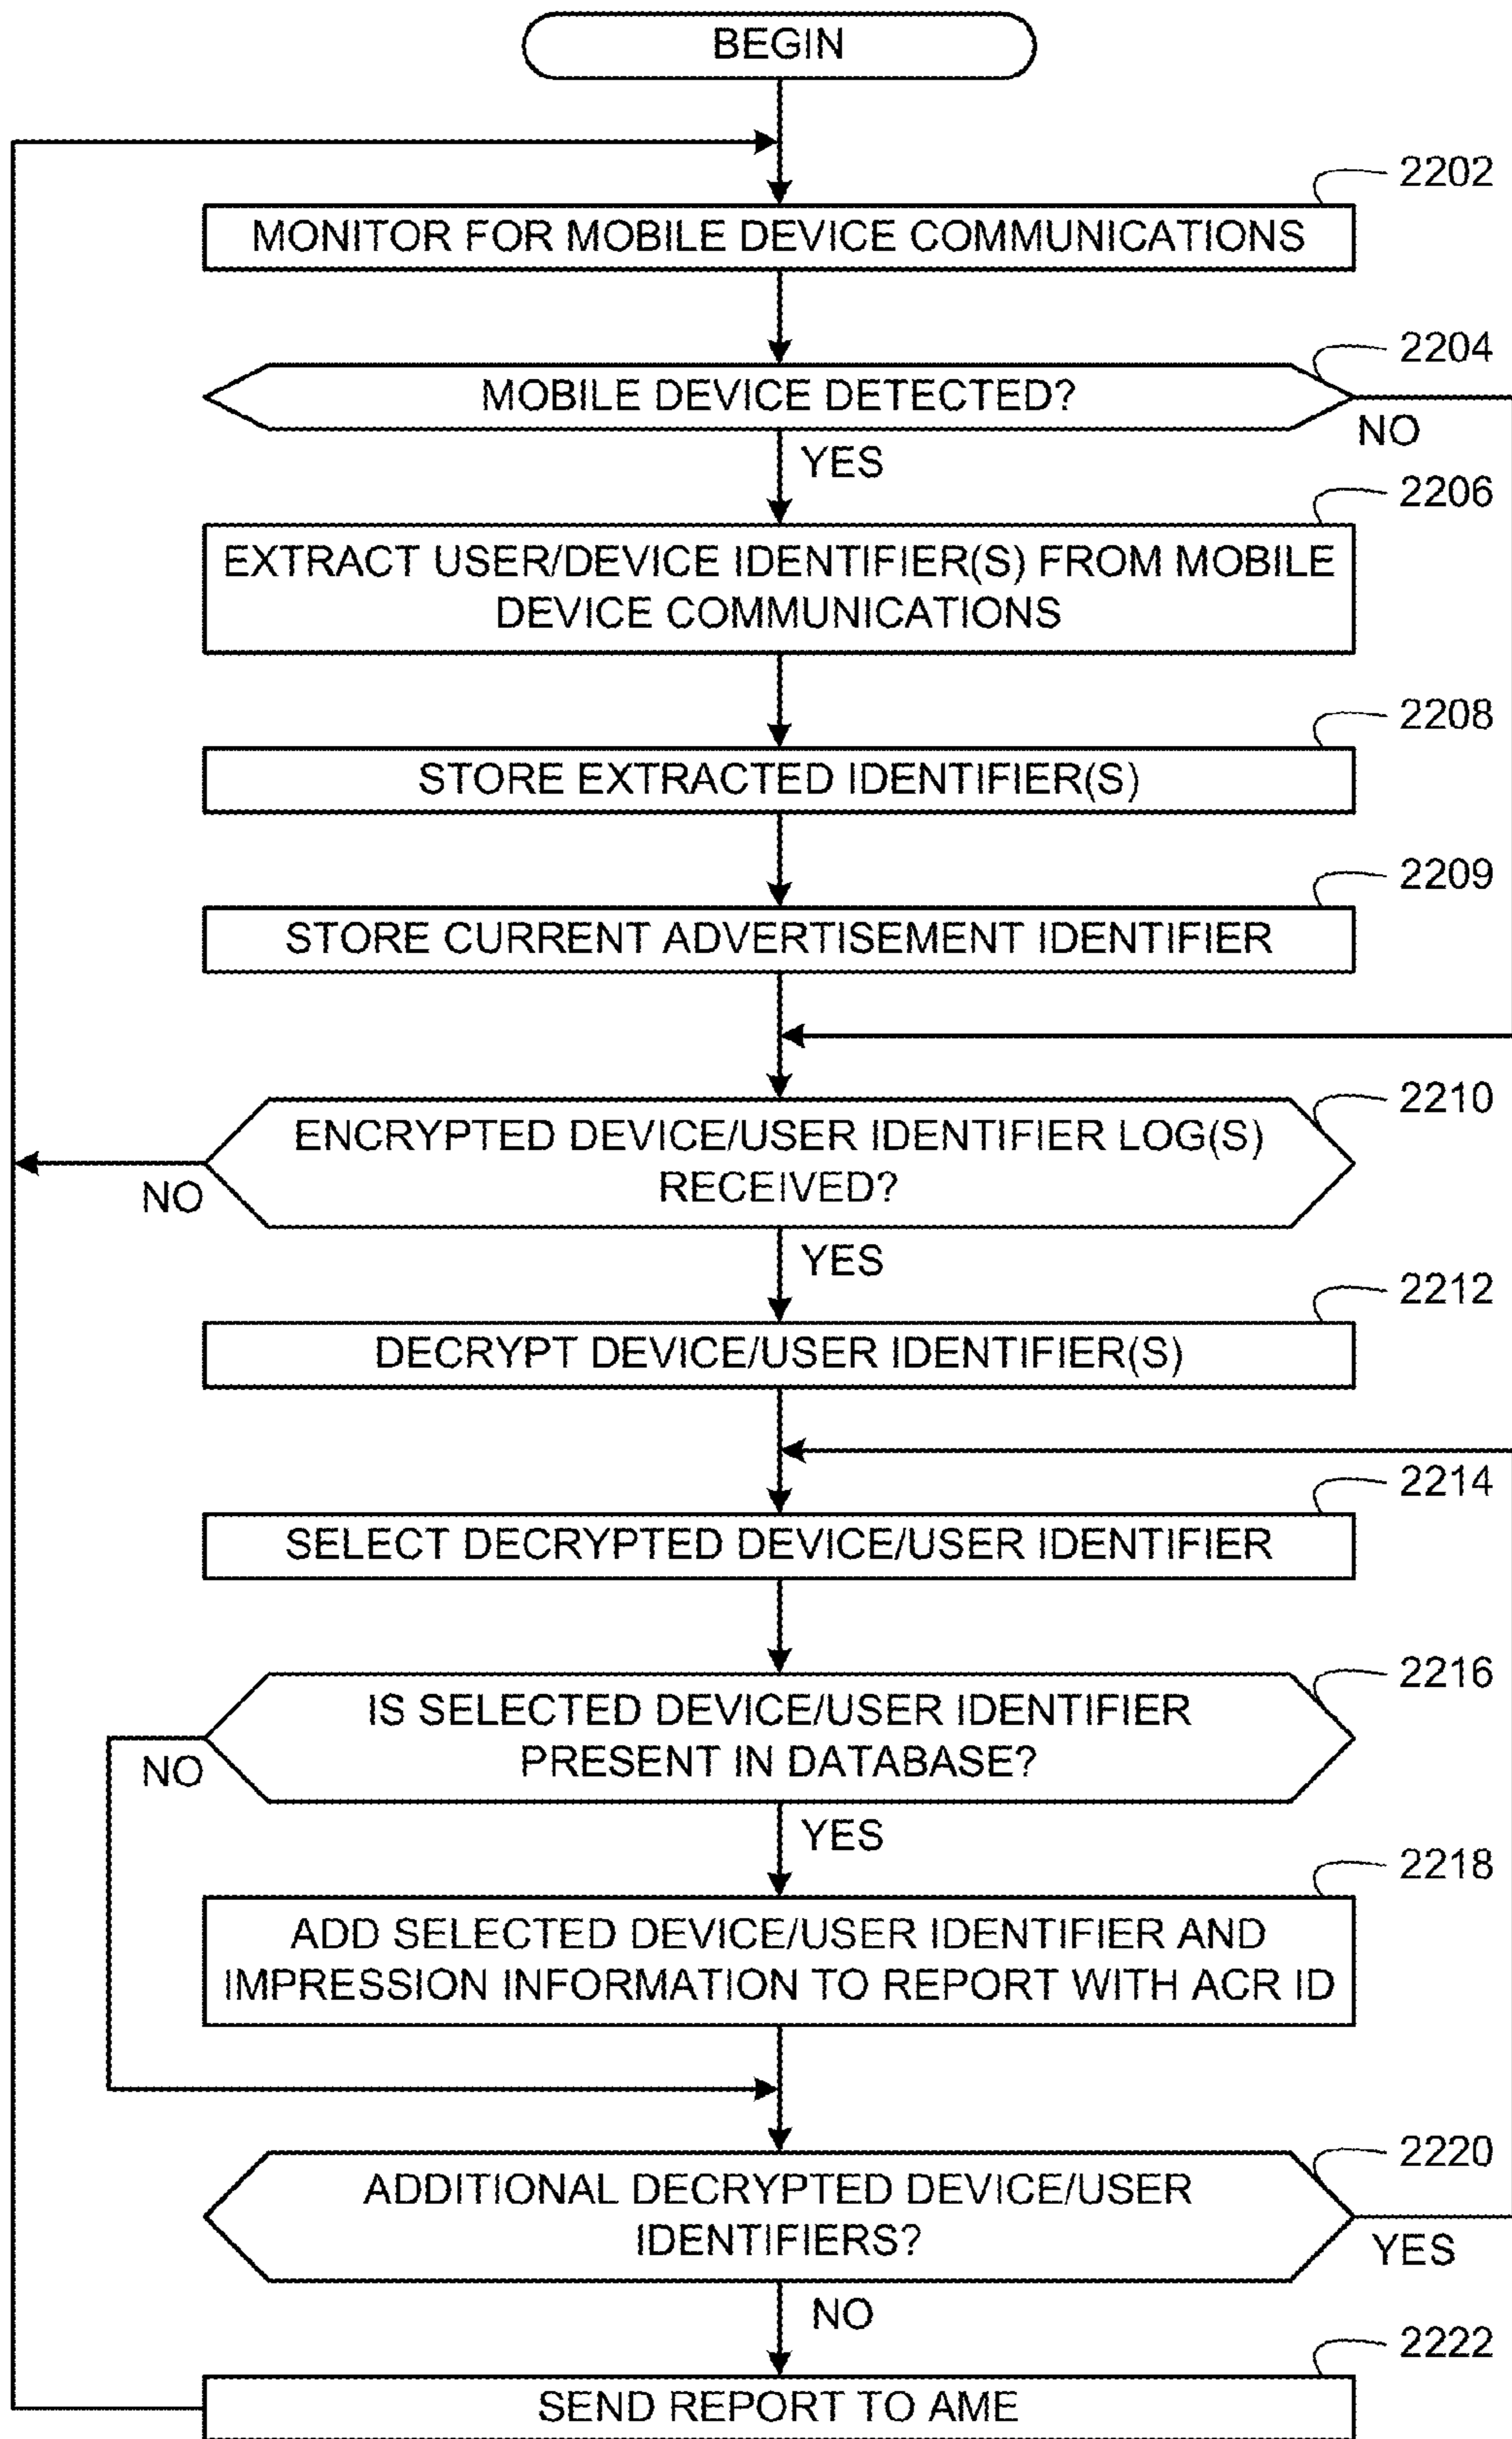 BEGIN
2202
MONITOR FOR MOBILE DEVICE COMMUNICATIONS
2204
MOBILE DEVICE DETECTED?
NO
YES
2206
EXTRACT USER/DEVICE IDENTIFIER(S) FROM MOBILE
DEVICE COMMUNICATIONS
2208
STORE EXTRACTED IDENTIFIER(S)
2209
STORE CURRENT ADVERTISEMENT IDENTIFIER
2210
ENCRYPTED DEVICE/USER IDENTIFIER LOG(S)
RECEIVED?
NO
YES
2212
DECRYPT DEVICE/USER IDENTIFIER(S)
2214
SELECT DECRYPTED DEVICE/USER IDENTIFIER
2216
IS SELECTED DEVICE/USER IDENTIFIER
PRESENT IN DATABASE?
NO
YES
2218
ADD SELECTED DEVICE/USER IDENTIFIER AND
IMPRESSION INFORMATION TO REPORT WITH ACR ID
2220
ADDITIONAL DECRYPTED DEVICE/USER
IDENTIFIERS?
YES
NO
2222
SEND REPORT TO AME